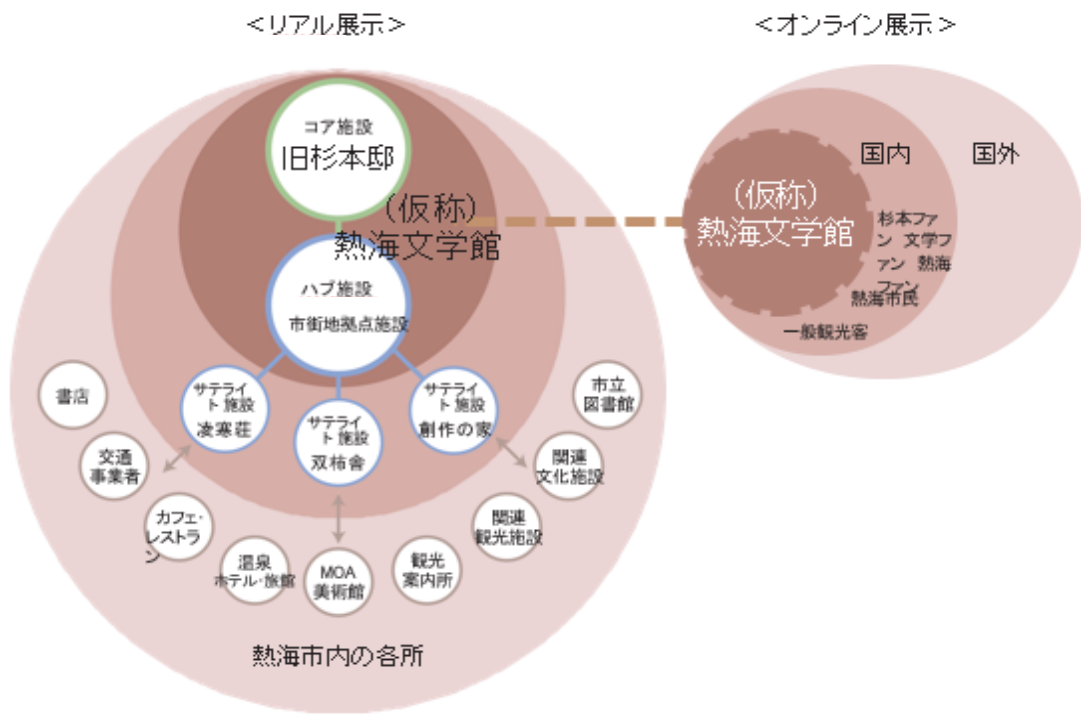 ＜リアル展示＞
＜オンライン展示＞
コア施設
旧杉本邸
（仮称）
熱海文学館
ハブ施設
市街地拠点施設
サテライ
ト施設
凌寒荘
サテライ
ト施設
双柿舎
サテライ
ト施設
創作の家
書店
交通
事業者
カフェ・
レストラ
ン
温泉
ホテル・旅館
MOA
美術館
観光
案内所
関連
観光施設
関連
文化施設
市立
図書館
熱海市内の各所
（仮称）
熱海文学館
国内
国外
杉本ファ
ン 文学フ
ァン 熱海
ファン
熱海市民
一般観光客